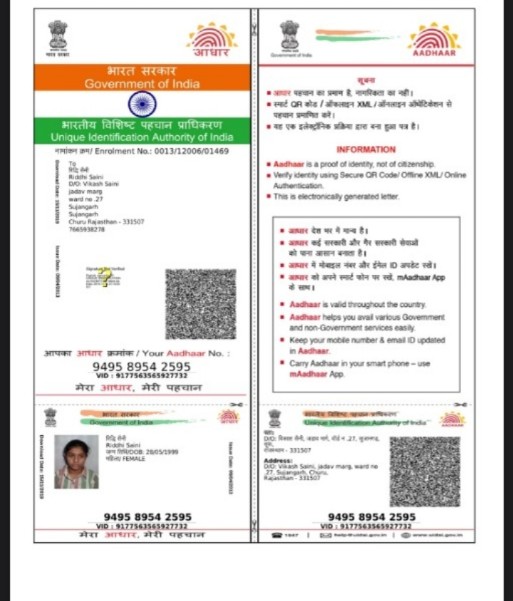 भारत सरकार
आधार
भारत सरकार
Government of India
भारतीय विशिष्ट पहचान प्राधिकरण
Unique Identification Authority of India
नामांकन क्रम/ Enrolment No.: 0013/12006/01469
To
रिद्धि सैनी
Riddhi Saini
D/O: Vikash Saini
jadav marg
ward no .27
Sujangarh
Sujangarh
Churu Rajasthan - 331507
7665938278
आपका आधार क्रमांक / Your Aadhaar No. :
9495 8954 2595
VID : 9177563565927732
मेरा आधार, मेरी पहचान
भारत सरकार
Government of India
रिद्धि सैनी
Riddhi Saini
जन्म तिथि/DOB: 28/05/1999
महिला/ FEMALE
9495 8954 2595
VID : 9177563565927732
मेरा आधार, मेरी पहचान
Government of India
AADHAAR
सूचना
आधार पहचान का प्रमाण है, नागरिकता का नहीं।
स्मार्ट QR कोड / ऑफलाइन XML / ऑनलाइन ऑथेंटिकेशन से
पहचान प्रमाणित करें।
यह एक इलेक्ट्रॉनिक प्रक्रिया द्वारा बना हुआ पत्र है।
INFORMATION
Aadhaar is a proof of identity, not of citizenship.
Verify identity using Secure QR Code/ Offline XML/ Online
Authentication.
This is electronically generated letter.
आधार देश भर में मान्य है।
आधार कई सरकारी और गैर सरकारी सेवाओं
को पाना आसान बनाता है।
आधार में मोबाइल नंबर और ईमेल ID अपडेट रखें।
आधार को अपने स्मार्ट फोन पर रखें, mAadhaar App
के साथ।
Aadhaar is valid throughout the country.
Aadhaar helps you avail various Government
and non-Government services easily.
Keep your mobile number & email ID updated
in Aadhaar.
Carry Aadhaar in your smart phone – use
mAadhaar App.
भारतीय विशिष्ट पहचान प्राधिकरण
Unique Identification Authority of India
AADHAAR
राजस्थान - 331507
Address:
D/O: Vikash Saini, jadav marg, ward no
.27, Sujangarh, Churu,
Rajasthan - 331507
9495 8954 2595
VID : 9177563565927732
1947 | help@uidai.gov.in | www.uidai.gov.in